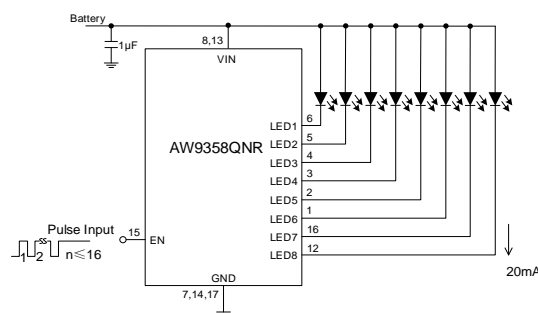 Battery
1μF
8,13
VIN
AW9358QNR
LED1 6
LED2 5
LED3 4
LED4 3
LED5 2
LED6 1
LED7 16
LED8 12
Pulse Input
15 EN
1 2 n≤16
GND
7,14,17
20mA